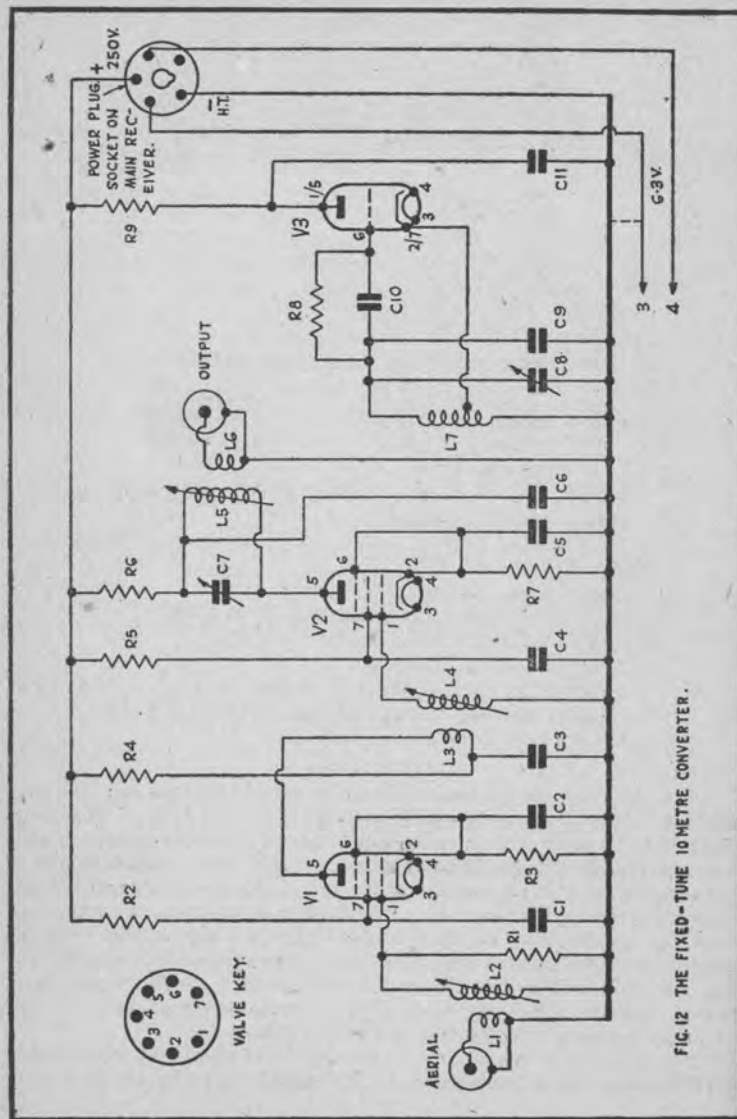 POWER PLUG. +
SOCKET ON
MAIN REC-
EIVER.
250V.
–
H.T.
R2
R4
R5
R6
R9
1/5
V3
6
4
3
2/7
R8
C10
C11
OUTPUT
L6
L5
C7
C9
C8
L7
6·3V.
3
4
VALVE KEY.
1
2
3
4
5
6
7
V1
5
7
1
6
2
4
3
V2
5
7
1
6
2
4
3
L3
L4
C6
C5
R7
C4
C3
C2
R3
C1
R1
L2
L1
AERIAL
FIG. 12 THE FIXED-TUNE 10 METRE CONVERTER.